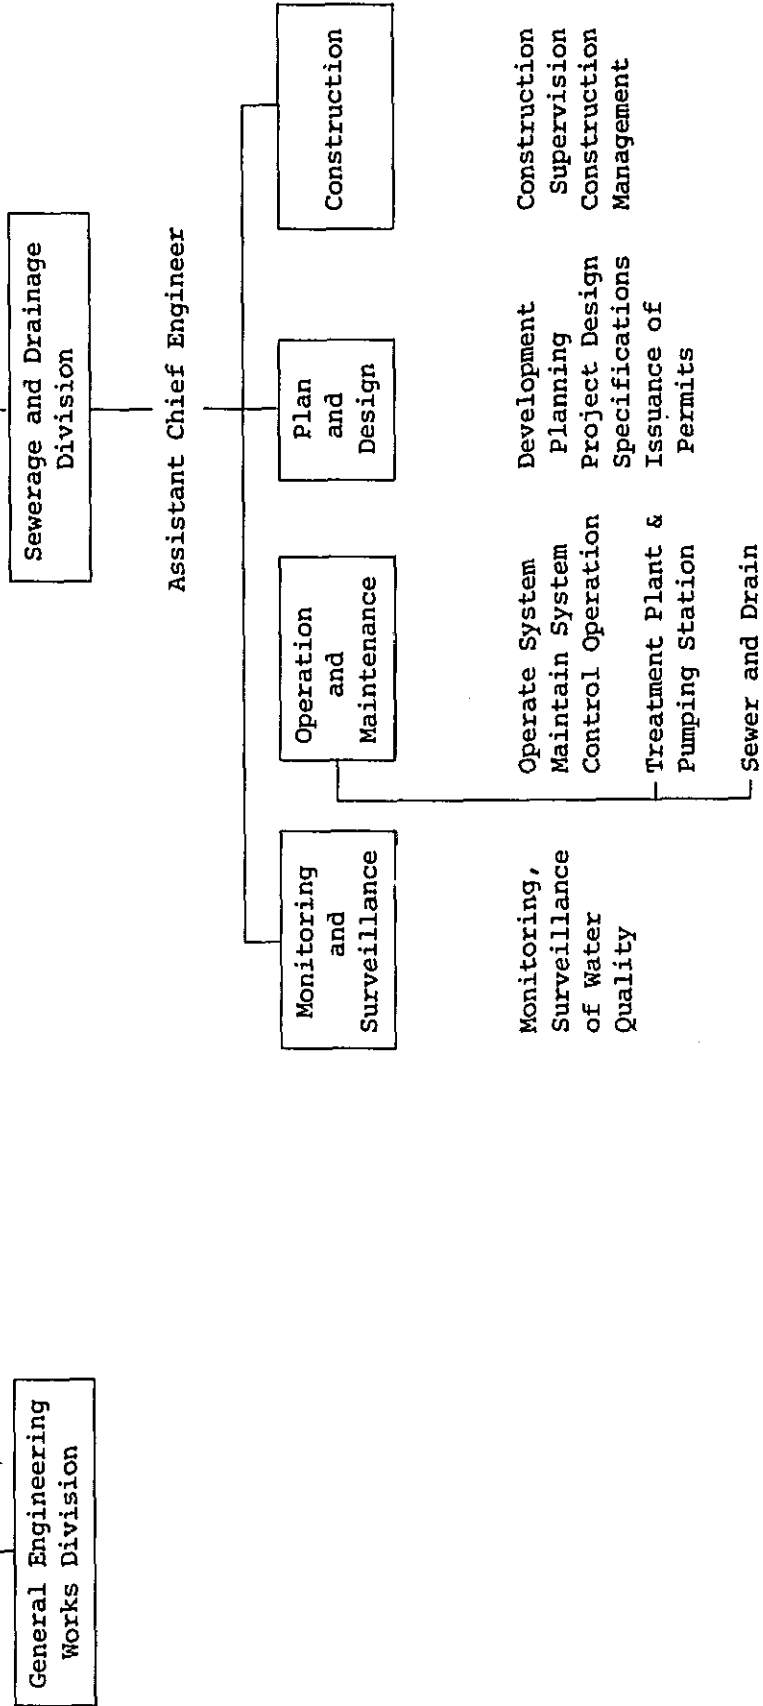 General Engineering
Works Division
Sewerage and Drainage
Division
Assistant Chief Engineer
Monitoring
and
Surveillance
Operation
and
Maintenance
Plan
and
Design
Construction
Monitoring,
Surveillance
of Water
Quality
Operate System
Maintain System
Control Operation
Treatment Plant &
Pumping Station
Sewer and Drain
Development
Planning
Project Design
Specifications
Issuance of
Permits
Construction
Supervision
Construction
Management